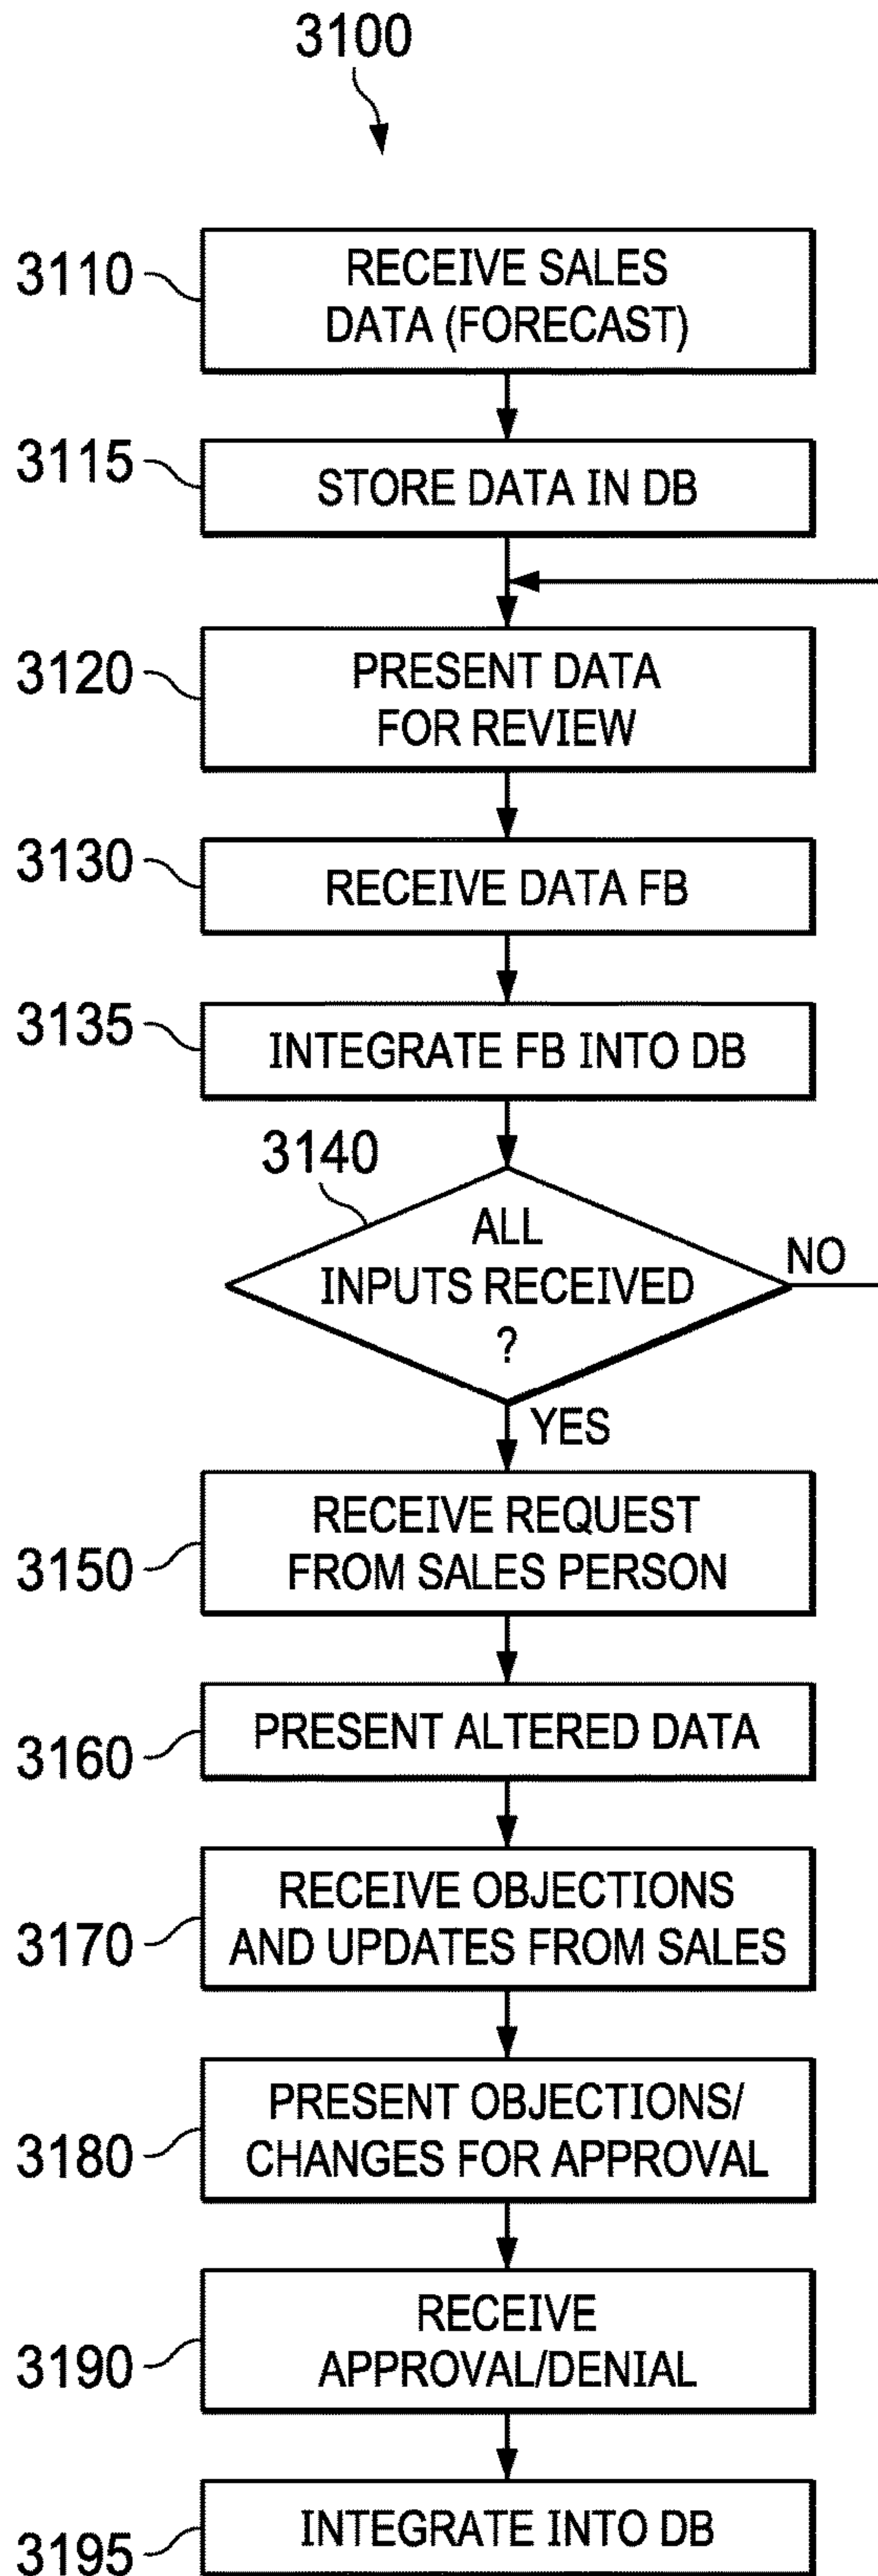 3100
3110
RECEIVE SALES
DATA (FORECAST)
3115
STORE DATA IN DB
3120
PRESENT DATA
FOR REVIEW
3130
RECEIVE DATA FB
3135
INTEGRATE FB INTO DB
3140
ALL
INPUTS RECEIVED
?
NO
YES
3150
RECEIVE REQUEST
FROM SALES PERSON
3160
PRESENT ALTERED DATA
3170
RECEIVE OBJECTIONS
AND UPDATES FROM SALES
3180
PRESENT OBJECTIONS/
CHANGES FOR APPROVAL
3190
RECEIVE
APPROVAL/DENIAL
3195
INTEGRATE INTO DB